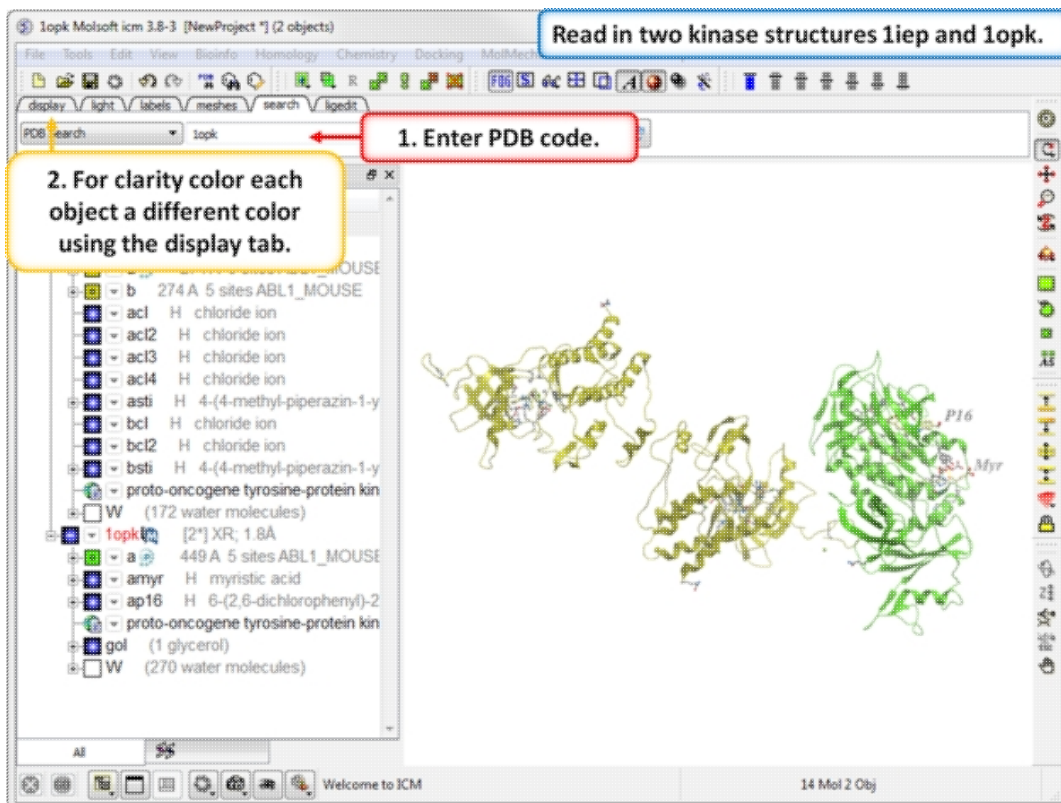 1opk Molsoft icm 3.8-3 [NewProject *] (2 objects)
Read in two kinase structures 1iep and 1opk.
File Tools Edit View Bioinfo Homology Chemistry Docking
display light labels meshes search ligedit
PDB Search 1opk
1. Enter PDB code.
2. For clarity color each
object a different color
using the display tab.
b 274 A 5 sites ABL1_MOUSE
acl H chloride ion
acl2 H chloride ion
acl3 H chloride ion
acl4 H chloride ion
asti H 4-(4-methyl-piperazin-1-y
bcl H chloride ion
bcl2 H chloride ion
bsti H 4-(4-methyl-piperazin-1-y
proto-oncogene tyrosine-protein kin
W (172 water molecules)
1opk [2*] XR; 1.8Å
a 449 A 5 sites ABL1_MOUSE
amyr H myristic acid
ap16 H 6-(2,6-dichlorophenyl)-2
proto-oncogene tyrosine-protein kin
gol (1 glycerol)
W (270 water molecules)
P16
Myr
All
Welcome to ICM
14 Mol 2 Obj